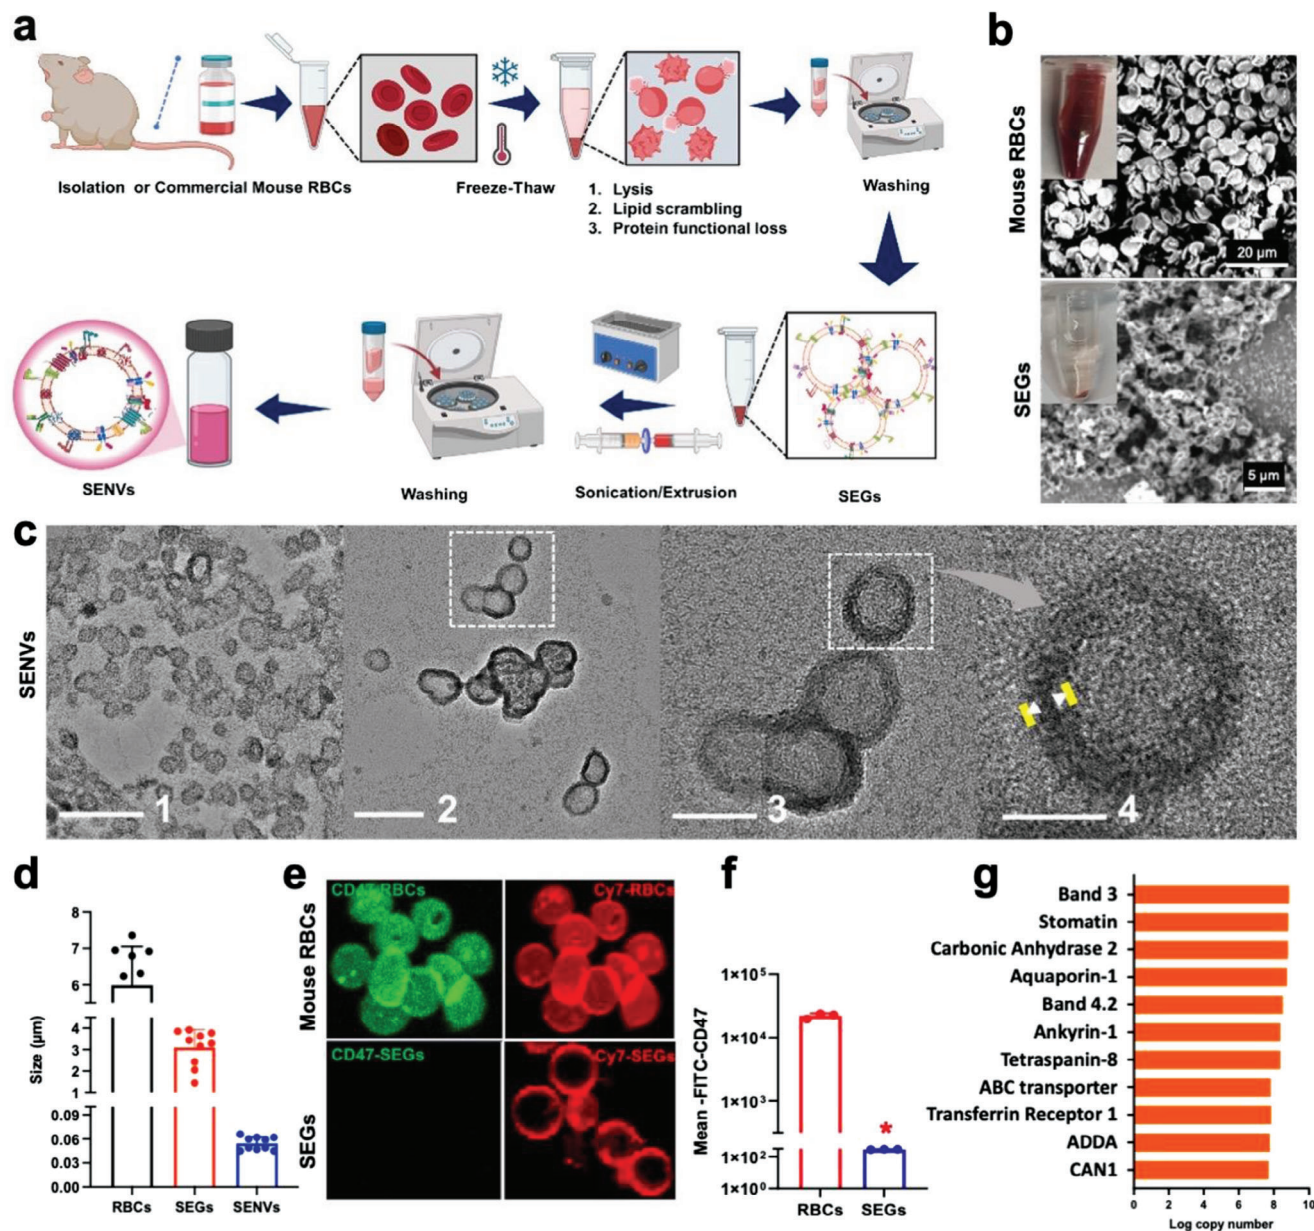 a
Isolation or Commercial Mouse RBCs
Freeze-Thaw
1. Lysis
2. Lipid scrambling
3. Protein functional loss
Washing
SENVs
Washing
Sonication/Extrusion
SEGs
b
Mouse RBCs
20 µm
SEGs
5 µm
c
SENVs
1
2
3
4
d
Size (µm)
8
7
6
4
3
2
1
0.09
0.06
0.03
0.00
RBCs SEGs SENVs
e
Mouse RBCs
CD47-RBCs
Cy7-RBCs
SEGs
CD47-SEGs
Cy7-SEGs
f
Mean -FITC-CD47
1×10⁵
1×10⁴
1×10³
1×10²
1×10⁰
*
RBCs SEGs
g
Band 3
Stomatin
Carbonic Anhydrase 2
Aquaporin-1
Band 4.2
Ankyrin-1
Tetraspanin-8
ABC transporter
Transferrin Receptor 1
ADDA
CAN1
0 2 4 6 8 10
Log copy number